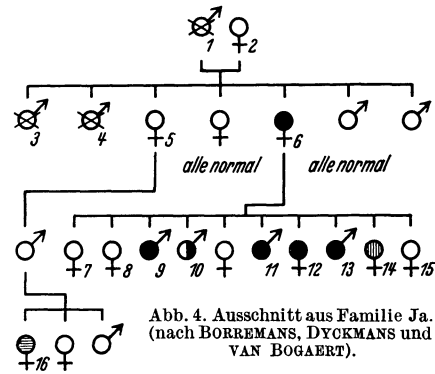 1 2
3 4 5 6
alle normal alle normal
7 8 9 10 11 12 13 14 15
16
Abb. 4. Ausschnitt aus Familie Ja.
(nach BORREMANS, DYCKMANS und
VAN BOGAERT).